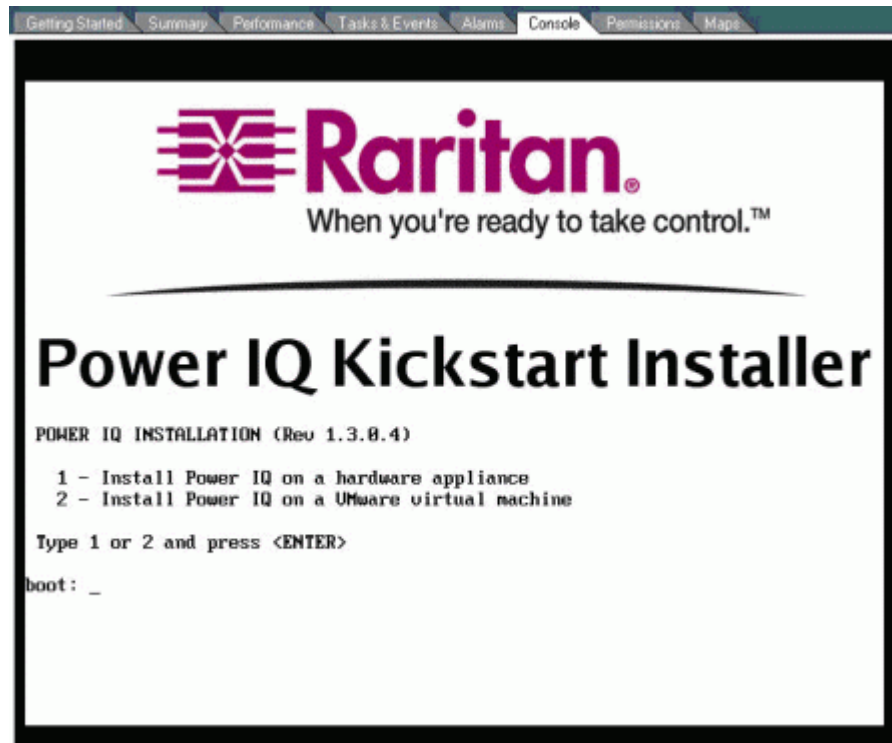 Getting Started Summary Performance Tasks & Events Alarms Console Permissions Maps
Raritan®
When you're ready to take control.™
Power IQ Kickstart Installer
POWER IQ INSTALLATION (Rev 1.3.0.4)
1 - Install Power IQ on a hardware appliance
2 - Install Power IQ on a VMware virtual machine
Type 1 or 2 and press <ENTER>
boot: _